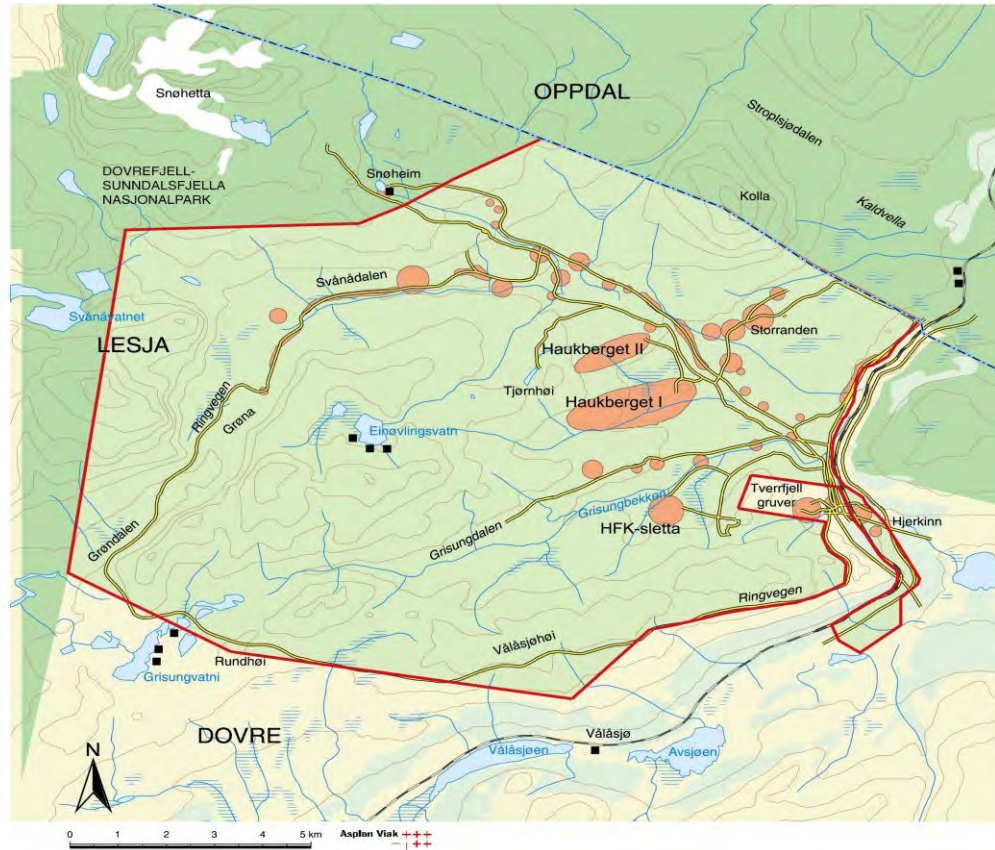 OPPDAL
Snøhetta
Stroplsjødalen
DOVREFJELL-
SUNNDALSFJELLA
NASJONALPARK
Snøheim
Kolla
Kaldvella
Svånådalen
Svånåvatnet
LESJA
Storranden
Haukberget II
Tjørnhøi
Haukberget I
Ringvegen
Grøna
Einøvlingsvatn
Tverrfjell
gruver
Grisungbekken
Hjerkinn
HFK-sletta
Grisungdalen
Grøndalen
Ringvegen
Vålåsjøhøi
Rundhøi
Grisungvatni
DOVRE
Vålåsjø
Vålåsjøen
Avsjøen
N
0 1 2 3 4 5 km
Asplan Viak